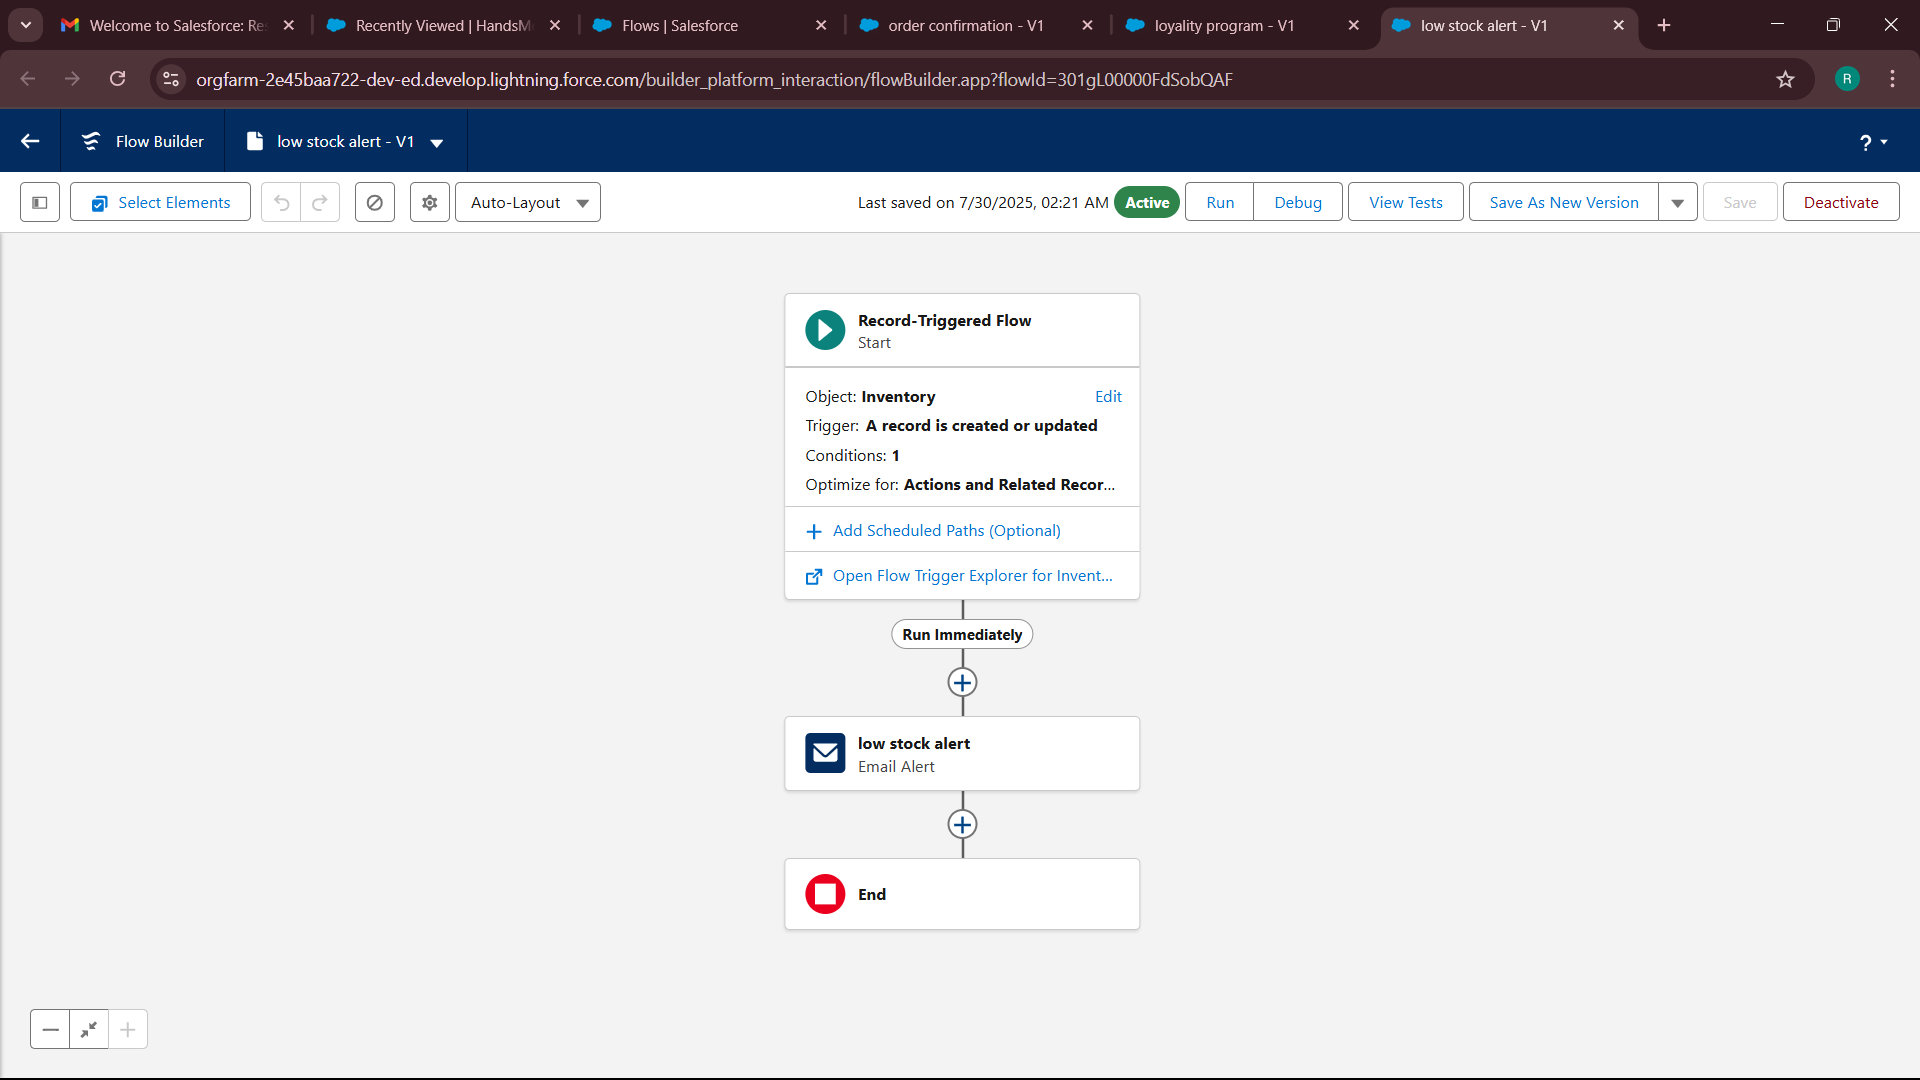 Welcome to Salesforce: Re
Recently Viewed | HandsM
Flows | Salesforce
order confirmation - V1
loyality program - V1
low stock alert - V1
orgfarm-2e45baa722-dev-ed.develop.lightning.force.com/builder_platform_interaction/flowBuilder.app?flowId=301gL00000FdSobQAF
R
Flow Builder
low stock alert - V1
?
Select Elements
Auto-Layout
Last saved on 7/30/2025, 02:21 AM
Active
Run
Debug
View Tests
Save As New Version
Save
Deactivate
Record-Triggered Flow
Start
Object: Inventory
Edit
Trigger: A record is created or updated
Conditions: 1
Optimize for: Actions and Related Recor...
Add Scheduled Paths (Optional)
Open Flow Trigger Explorer for Invent...
Run Immediately
low stock alert
Email Alert
End